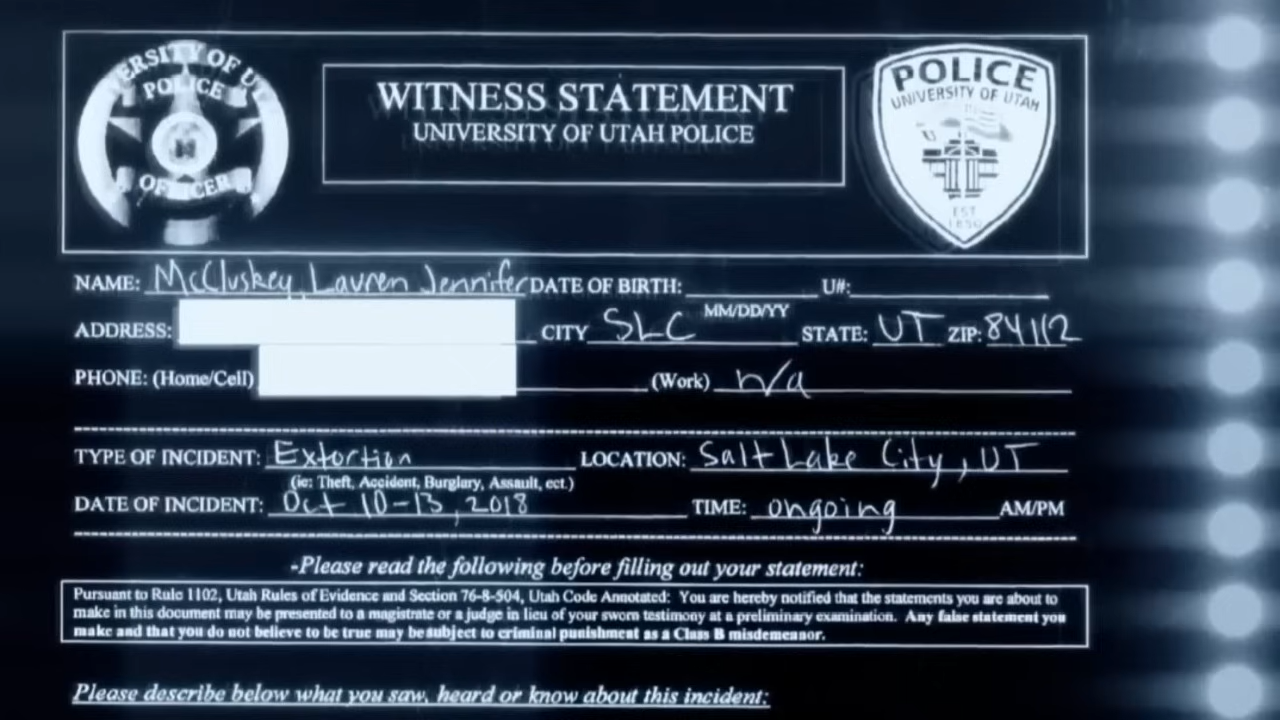 UNIVERSITY OF UTAH
POLICE
OFFICER
WITNESS STATEMENT
UNIVERSITY OF UTAH POLICE
POLICE
UNIVERSITY OF UTAH
U
EST
1850
NAME: McCluskey, Lauren Jennifer DATE OF BIRTH: U#:
MM/DD/YY
ADDRESS: CITY SLC STATE: UT ZIP: 84112
PHONE: (Home/Cell) (Work) n/a
TYPE OF INCIDENT: Extortion LOCATION: Salt Lake City, UT
(ie: Theft, Accident, Burglary, Assault, ect.)
DATE OF INCIDENT: Oct 10-13, 2018 TIME: ongoing AM/PM
-Please read the following before filling out your statement:
Pursuant to Rule 1102, Utah Rules of Evidence and Section 76-8-504, Utah Code Annotated: You are hereby notified that the statements you are about to
make in this document may be presented to a magistrate or a judge in lieu of your sworn testimony at a preliminary examination. Any false statement you
make and that you do not believe to be true may be subject to criminal punishment as a Class B misdemeanor.
Please describe below what you saw, heard or know about this incident: